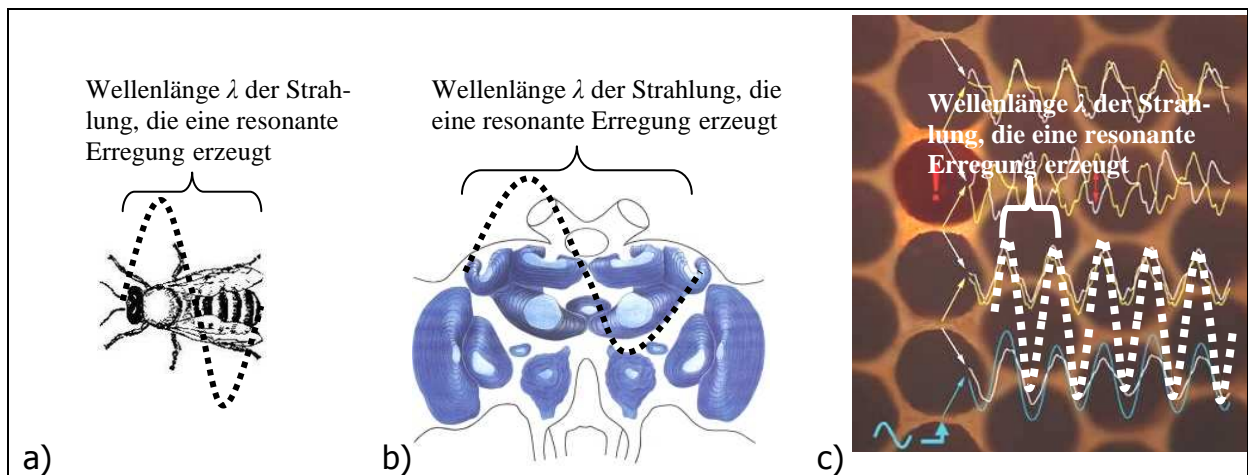 Wellenlänge λ der Strah-
lung, die eine resonante
Erregung erzeugt
a)
Wellenlänge λ der Strahlung, die
eine resonante Erregung erzeugt
b)
Wellenlänge λ der Strah-
lung, die eine resonante
Erregung erzeugt
!
c)